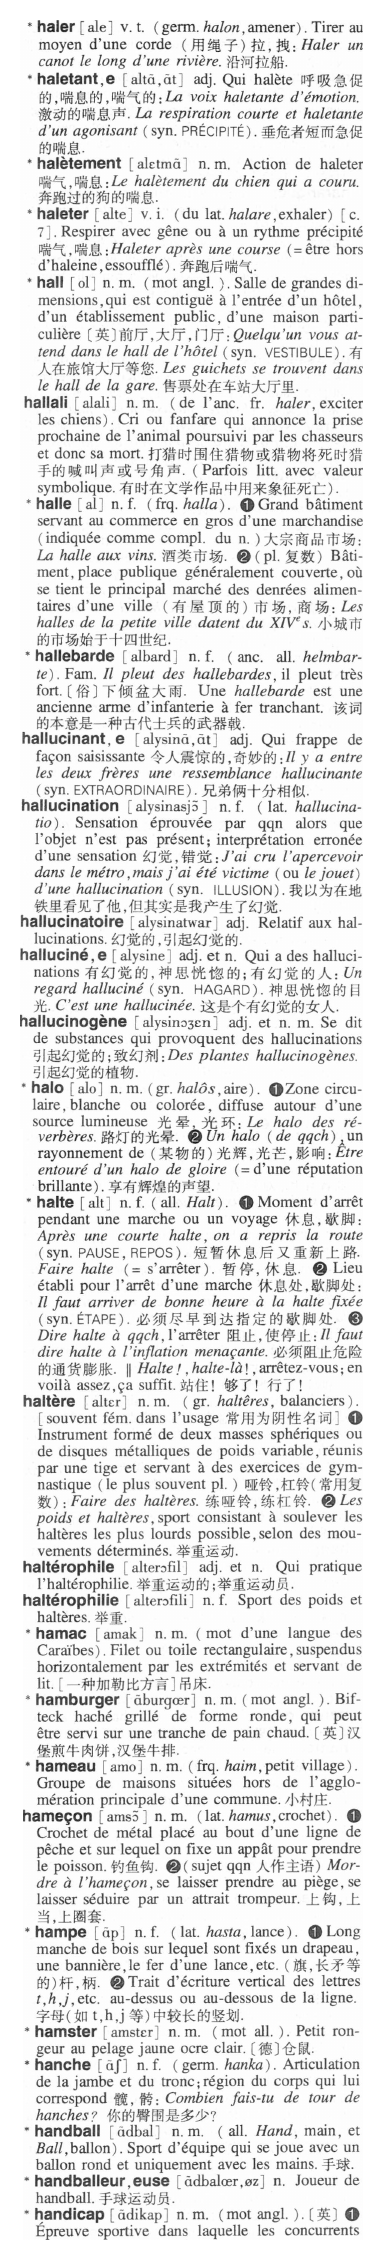 * haler [ale] v. t. (germ. halon, amener). Tirer au
moyen d'une corde (用绳子)拉,拽: Haler un
canot le long d'une rivière. 沿河拉船.
* haletant, e [altɑ̃, ɑ̃t] adj. Qui halète 呼吸急促
的,喘息的,喘气的: La voix haletante d'émotion.
激动的喘息声. La respiration courte et haletante
d'un agonisant (syn. PRÉCIPITÉ). 垂危者短而急促
的喘息.
* halètement [alɛtmɑ̃] n. m. Action de haleter
喘气,喘息: Le halètement du chien qui a couru.
奔跑过的狗的喘息.
* haleter [alte] v. i. (du lat. halare, exhaler) [c.
7]. Respirer avec gêne ou à un rythme précipité
喘气,喘息: Haleter après une course (= être hors
d'haleine, essoufflé). 奔跑后喘气.
* hall [ol] n. m. (mot angl.). Salle de grandes di-
mensions, qui est contiguë à l'entrée d'un hôtel,
d'un établissement public, d'une maison parti-
culière [英]前厅,大厅,门厅: Quelqu'un vous at-
tend dans le hall de l'hôtel (syn. VESTIBULE). 有
人在旅馆大厅等您. Les guichets se trouvent dans
le hall de la gare. 售票处在车站大厅里.
hallali [alali] n. m. (de l'anc. fr. haler, exciter
les chiens). Cri ou fanfare qui annonce la prise
prochaine de l'animal poursuivi par les chasseurs
et donc sa mort. 打猎时围住猎物或猎物将死时猎
手的喊叫声或号角声. (Parfois litt. avec valeur
symbolique. 有时在文学作品中用来象征死亡).
* halle [al] n. f. (frq. halla). ❶ Grand bâtiment
servant au commerce en gros d'une marchandise
(indiquée comme compl. du n.) 大宗商品市场:
La halle aux vins. 酒类市场. ❷ (pl. 复数) Bâti-
ment, place publique généralement couverte, où
se tient le principal marché des denrées alimen-
taires d'une ville (有屋顶的)市场,商场: Les
halles de la petite ville datent du XIVe s. 小城市
的市场始于十四世纪.
* hallebarde [albard] n. f. (anc. all. helmbar-
te). Fam. Il pleut des hallebardes, il pleut très
fort. [俗]下倾盆大雨. Une hallebarde est une
ancienne arme d'infanterie à fer tranchant. 该词
的本意是一种古代士兵的武器戟.
hallucinant, e [alysinɑ̃, ɑ̃t] adj. Qui frappe de
façon saisissante 令人震惊的,奇妙的: Il y a entre
les deux frères une ressemblance hallucinante
(syn. EXTRAORDINAIRE). 兄弟俩十分相似.
hallucination [alysinasjɔ̃] n. f. (lat. hallucina-
tio). Sensation éprouvée par qqn alors que
l'objet n'est pas présent; interprétation erronée
d'une sensation 幻觉,错觉: J'ai cru l'apercevoir
dans le métro, mais j'ai été victime (ou le jouet)
d'une hallucination (syn. ILLUSION). 我以为在地
铁里看见了他,但其实是我产生了幻觉.
hallucinatoire [alysinatwar] adj. Relatif aux hal-
lucinations. 幻觉的,引起幻觉的.
halluciné, e [alysine] adj. et n. Qui a des halluci-
nations 有幻觉的,神思恍惚的;有幻觉的人: Un
regard halluciné (syn. HAGARD). 神思恍惚的目
光. C'est une hallucinée. 这是个有幻觉的女人.
hallucinogène [alysinɔʒɛn] adj. et n. m. Se dit
de substances qui provoquent des hallucinations
引起幻觉的;致幻剂: Des plantes hallucinogènes.
引起幻觉的植物.
* halo [alo] n. m. (gr. halôs, aire). ❶ Zone circu-
laire, blanche ou colorée, diffuse autour d'une
source lumineuse 光晕,光环: Le halo des ré-
verbères. 路灯的光晕. ❷ Un halo (de qqch), un
rayonnement de (某物的)光辉,光芒,影响: Être
entouré d'un halo de gloire (= d'une réputation
brillante). 享有辉煌的声望.
* halte [alt] n. f. (all. Halt). ❶ Moment d'arrêt
pendant une marche ou un voyage 休息,歇脚:
Après une courte halte, on a repris la route
(syn. PAUSE, REPOS). 短暂休息后又重新上路.
Faire halte (= s'arrêter). 暂停,休息. ❷ Lieu
établi pour l'arrêt d'une marche 休息处,歇脚处:
Il faut arriver de bonne heure à la halte fixée
(syn. ÉTAPE). 必须尽早到达指定的歇脚处. ❸
Dire halte à qqch, l'arrêter 阻止,使停止: Il faut
dire halte à l'inflation menaçante. 必须阻止危险
的通货膨胀. ‖ Halte!, halte-là!, arrêtez-vous; en
voilà assez, ça suffit. 站住! 够了! 行了!
haltère [altɛr] n. m. (gr. haltêres, balanciers).
[souvent fém. dans l'usage 常用为阴性名词] ❶
Instrument formé de deux masses sphériques ou
de disques métalliques de poids variable, réunis
par une tige et servant à des exercices de gym-
nastique (le plus souvent pl.) 哑铃,杠铃(常用复
数): Faire des haltères. 练哑铃,练杠铃. ❷ Les
poids et haltères, sport consistant à soulever les
haltères les plus lourds possible, selon des mou-
vements déterminés. 举重运动.
haltérophile [alterɔfil] adj. et n. Qui pratique
l'haltérophilie. 举重运动的;举重运动员.
haltérophilie [alterɔfili] n. f. Sport des poids et
haltères. 举重.
* hamac [amak] n. m. (mot d'une langue des
Caraïbes). Filet ou toile rectangulaire, suspendus
horizontalement par les extrémités et servant de
lit. [一种加勒比方言]吊床.
* hamburger [ɑ̃burgœr] n. m. (mot angl.). Bif-
teck haché grillé de forme ronde, qui peut
être servi sur une tranche de pain chaud. [英]汉
堡煎牛肉饼,汉堡牛排.
* hameau [amo] n. m. (frq. haim, petit village).
Groupe de maisons situées hors de l'agglo-
mération principale d'une commune. 小村庄.
hameçon [amsɔ̃] n. m. (lat. hamus, crochet). ❶
Crochet de métal placé au bout d'une ligne de
pêche et sur lequel on fixe un appât pour prendre
le poisson. 钓鱼钩. ❷ (sujet qqn 人作主语) Mor-
dre à l'hameçon, se laisser prendre au piège, se
laisser séduire par un attrait trompeur. 上钩,上
当,上圈套.
* hampe [ɑ̃p] n. f. (lat. hasta, lance). ❶ Long
manche de bois sur lequel sont fixés un drapeau,
une bannière, le fer d'une lance, etc. (旗,长矛等
的)杆,柄. ❷ Trait d'écriture vertical des lettres
t, h, j, etc. au-dessus ou au-dessous de la ligne.
字母(如 t, h, j 等)中较长的竖划.
* hamster [amstɛr] n. m. (mot all.). Petit ron-
geur au pelage jaune ocre clair. [德]仓鼠.
* hanche [ɑ̃ʃ] n. f. (germ. hanka). Articulation
de la jambe et du tronc; région du corps qui lui
correspond 髋,髂: Combien fais-tu de tour de
hanches? 你的臀围是多少?
* handball [ɑ̃dbal] n. m. (all. Hand, main, et
Ball, ballon). Sport d'équipe qui se joue avec un
ballon rond et uniquement avec les mains. 手球.
* handballeur, euse [ɑ̃dbalœr, øz] n. Joueur de
handball. 手球运动员.
* handicap [ɑ̃dikap] n. m. (mot angl.). [英] ❶
Épreuve sportive dans laquelle les concurrents